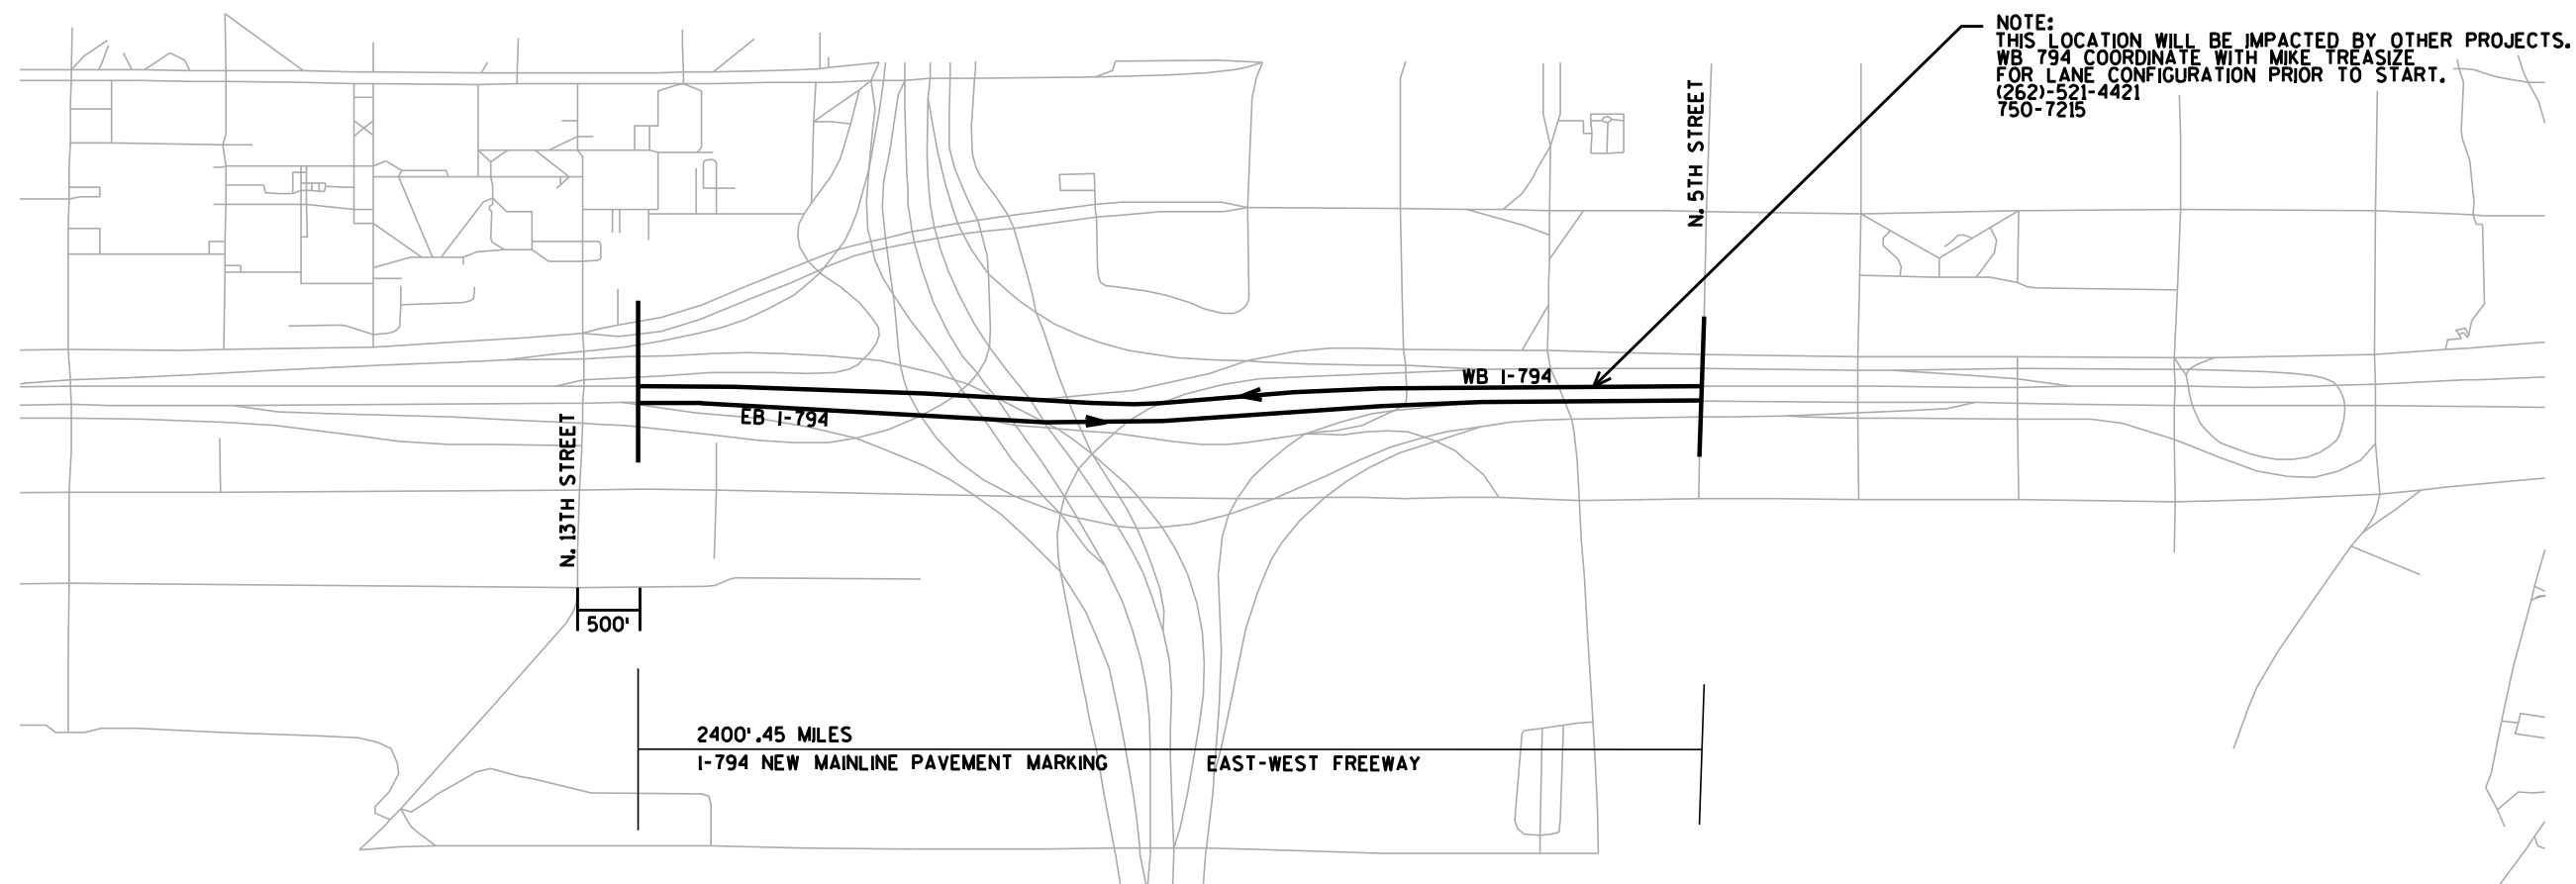 NOTE:
THIS LOCATION WILL BE IMPACTED BY OTHER PROJECTS.
WB 794 COORDINATE WITH MIKE TREASIZE
FOR LANE CONFIGURATION PRIOR TO START.
(262)-521-4421
750-7215
N. 5TH STREET
WB I-794
EB I-794
N. 13TH STREET
500'
2400'.45 MILES
I-794 NEW MAINLINE PAVEMENT MARKING EAST-WEST FREEWAY